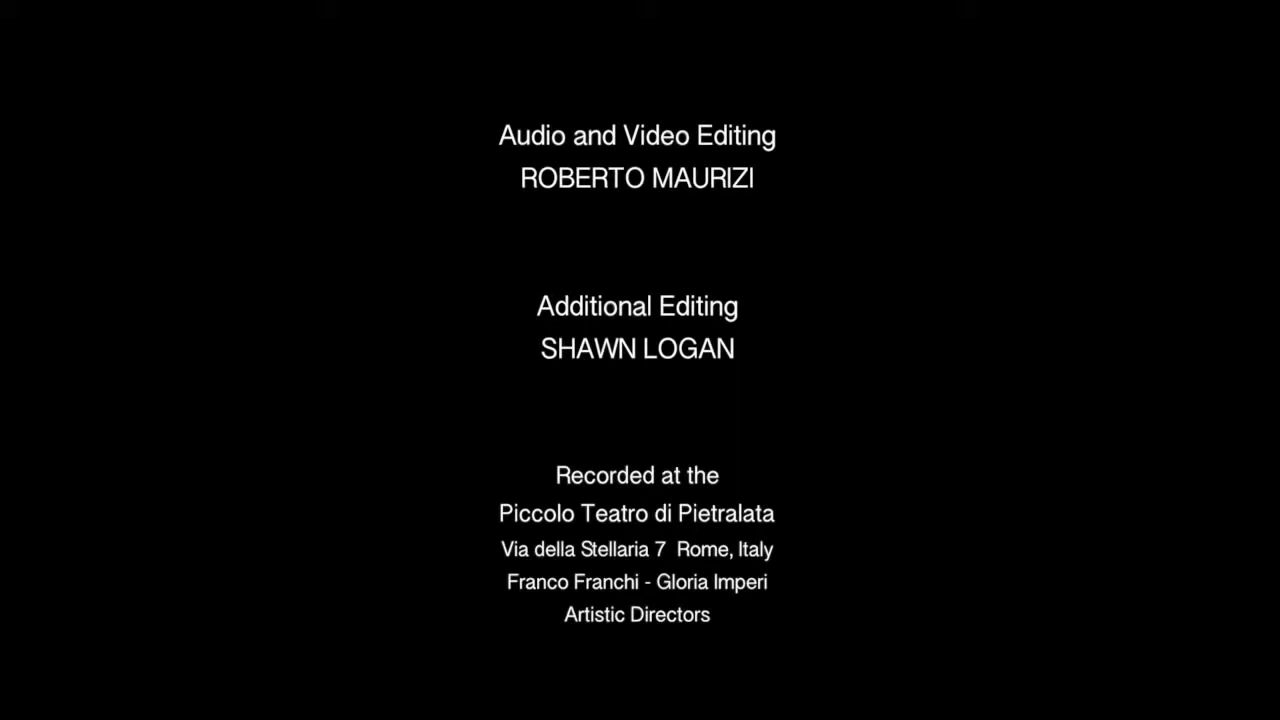 Audio and Video Editing
ROBERTO MAURIZI
Additional Editing
SHAWN LOGAN
Recorded at the
Piccolo Teatro di Pietralata
Via della Stellaria 7  Rome, Italy
Franco Franchi - Gloria Imperi
Artistic Directors